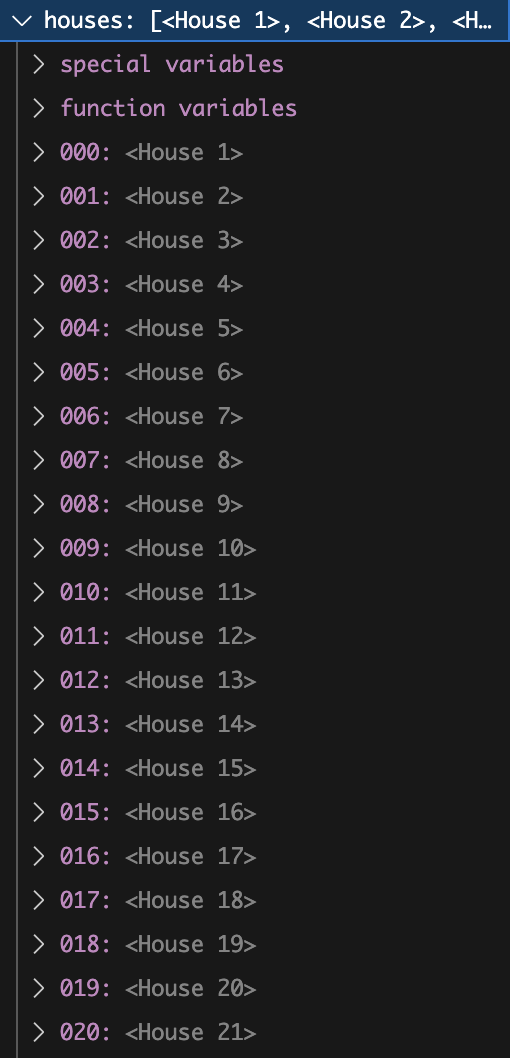 houses: [<House 1>, <House 2>, <H...
special variables
function variables
000: <House 1>
001: <House 2>
002: <House 3>
003: <House 4>
004: <House 5>
005: <House 6>
006: <House 7>
007: <House 8>
008: <House 9>
009: <House 10>
010: <House 11>
011: <House 12>
012: <House 13>
013: <House 14>
014: <House 15>
015: <House 16>
016: <House 17>
017: <House 18>
018: <House 19>
019: <House 20>
020: <House 21>